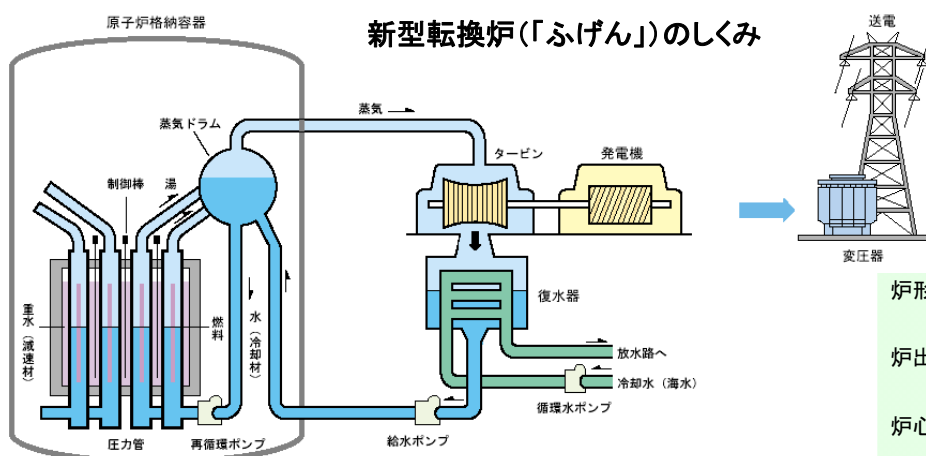 原子炉格納容器
新型転換炉(「ふげん」)のしくみ
送電
蒸気
蒸気ドラム
タービン
発電機
制御棒
湯
変圧器
復水器
重水(減速材)
燃料
水(冷却材)
放水路へ
冷却水(海水)
循環水ポンプ
圧力管
再循環ポンプ
給水ポンプ
炉形
炉出
炉心